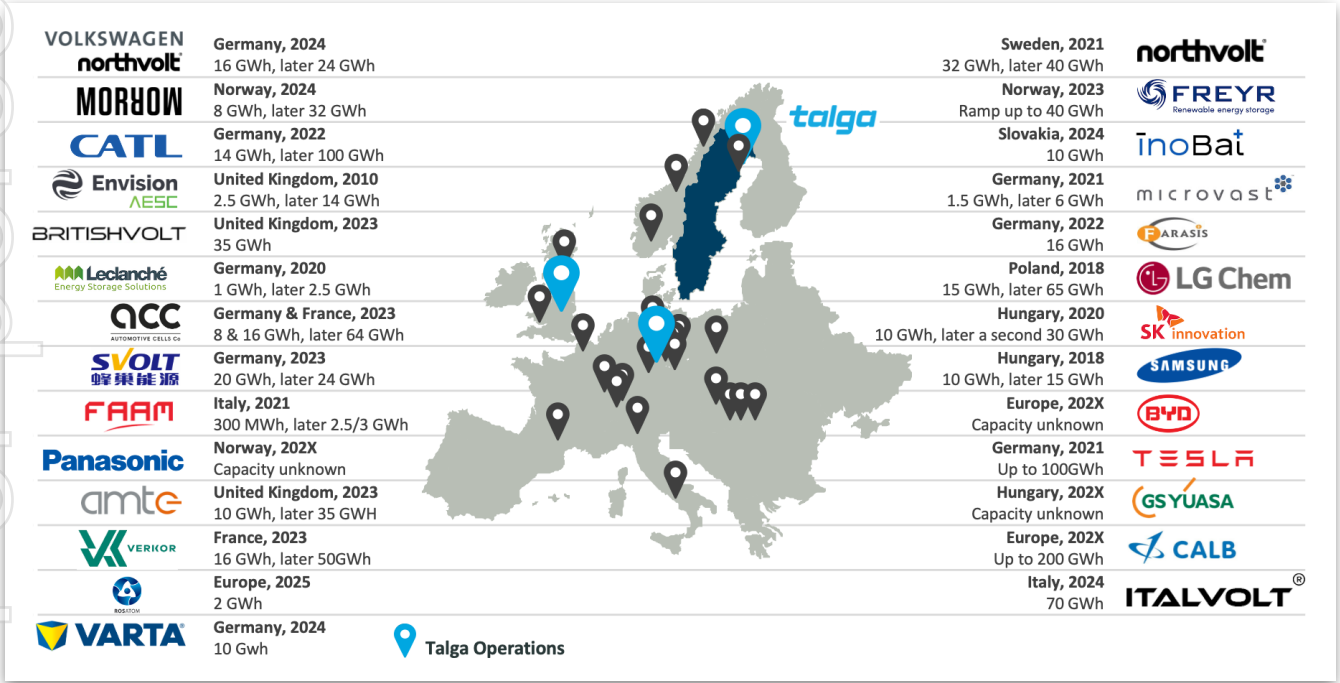 VOLKSWAGEN
northvolt
Germany, 2024
16 GWh, later 24 GWh
MORROW
Norway, 2024
8 GWh, later 32 GWh
CATL
Germany, 2022
14 GWh, later 100 GWh
Envision
AESC
United Kingdom, 2010
2.5 GWh, later 14 GWh
BRITISHVOLT
United Kingdom, 2023
35 GWh
Leclanché
Energy Storage Solutions
Germany, 2020
1 GWh, later 2.5 GWh
acc
AUTOMOTIVE CELLS Co
Germany & France, 2023
8 & 16 GWh, later 64 GWh
SVOLT
蜂巢能源
Germany, 2023
20 GWh, later 24 GWh
FAAM
Italy, 2021
300 MWh, later 2.5/3 GWh
Panasonic
Norway, 202X
Capacity unknown
amte
United Kingdom, 2023
10 GWh, later 35 GWH
VERKOR
France, 2023
16 GWh, later 50GWh
ROSATOM
Europe, 2025
2 GWh
VARTA
Germany, 2024
10 Gwh
talga
Talga Operations
Sweden, 2021
32 GWh, later 40 GWh
northvolt
Norway, 2023
Ramp up to 40 GWh
FREYR
Renewable energy storage
Slovakia, 2024
10 GWh
inoBat
Germany, 2021
1.5 GWh, later 6 GWh
microvast
Germany, 2022
16 GWh
FARASIS
Poland, 2018
15 GWh, later 65 GWh
LG Chem
Hungary, 2020
10 GWh, later a second 30 GWh
SK innovation
Hungary, 2018
10 GWh, later 15 GWh
SAMSUNG
Europe, 202X
Capacity unknown
BYD
Germany, 2021
Up to 100GWh
TESLA
Hungary, 202X
Capacity unknown
GS YUASA
Europe, 202X
Up to 200 GWh
CALB
Italy, 2024
70 GWh
ITALVOLT ®